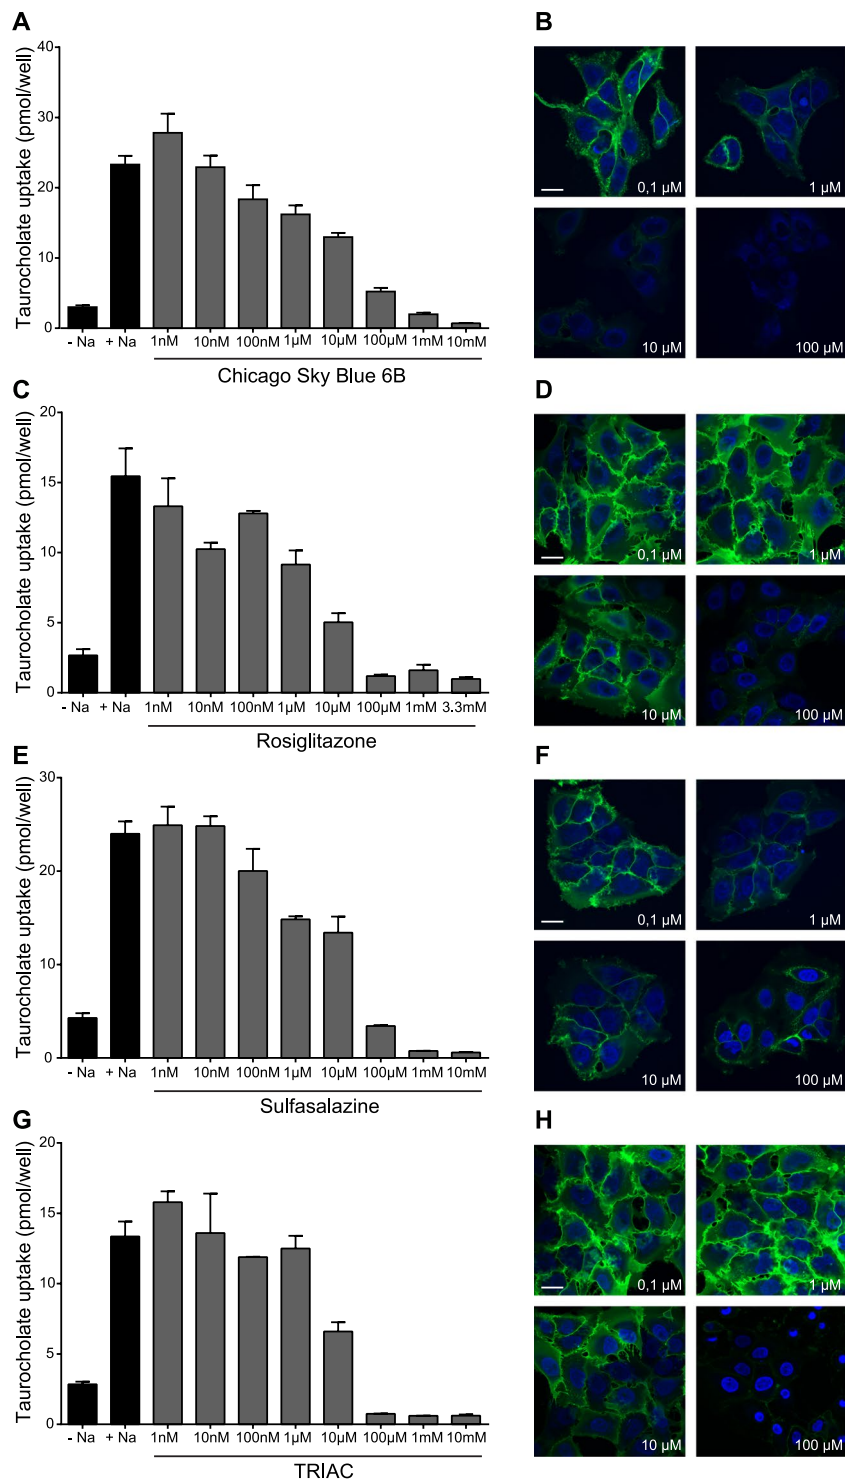 A
Taurocholate uptake (pmol/well)
40
30
20
10
0
- Na + Na 1nM 10nM 100nM 1µM 10µM 100µM 1mM 10mM
Chicago Sky Blue 6B
B
0,1 µM 1 µM
10 µM 100 µM
C
Taurocholate uptake (pmol/well)
20
15
10
5
0
- Na + Na 1nM 10nM 100nM 1µM 10µM 100µM 1mM 3.3mM
Rosiglitazone
D
0,1 µM 1 µM
10 µM 100 µM
E
Taurocholate uptake (pmol/well)
30
20
10
0
- Na + Na 1nM 10nM 100nM 1µM 10µM 100µM 1mM 10mM
Sulfasalazine
F
0,1 µM 1 µM
10 µM 100 µM
G
Taurocholate uptake (pmol/well)
20
15
10
5
0
- Na + Na 1nM 10nM 100nM 1µM 10µM 100µM 1mM 10mM
TRIAC
H
0,1 µM 1 µM
10 µM 100 µM